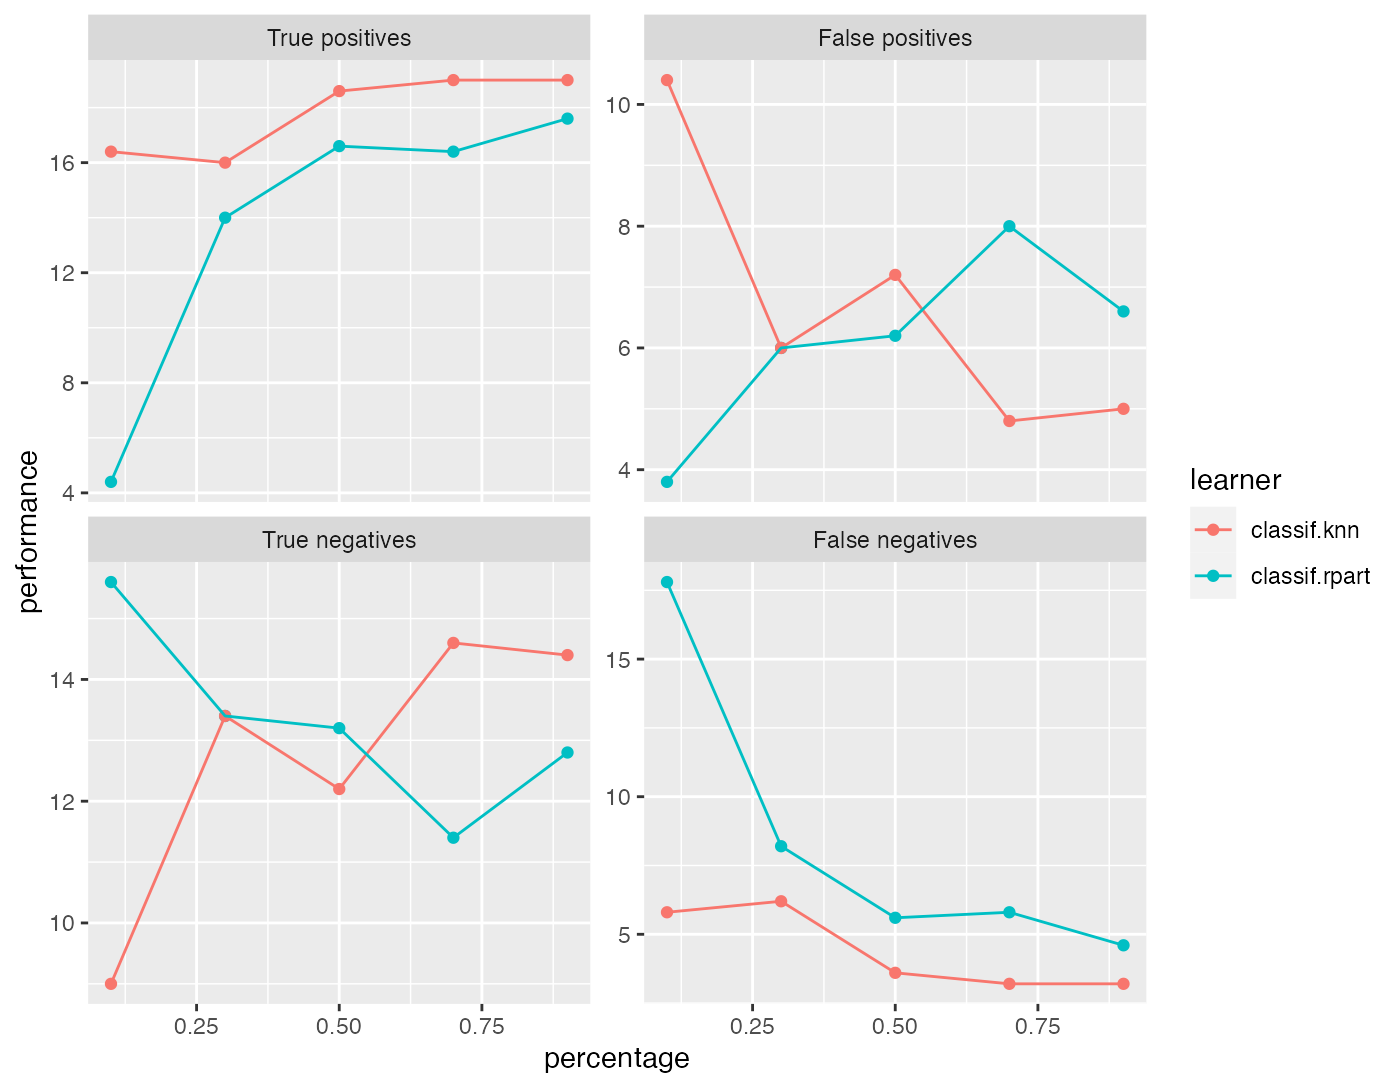 True positives
False positives
16
12
8
4
10
8
6
4
performance
True negatives
False negatives
14
12
10
15
10
5
0.25
0.50
0.75
0.25
0.50
0.75
percentage
learner
classif.knn
classif.rpart